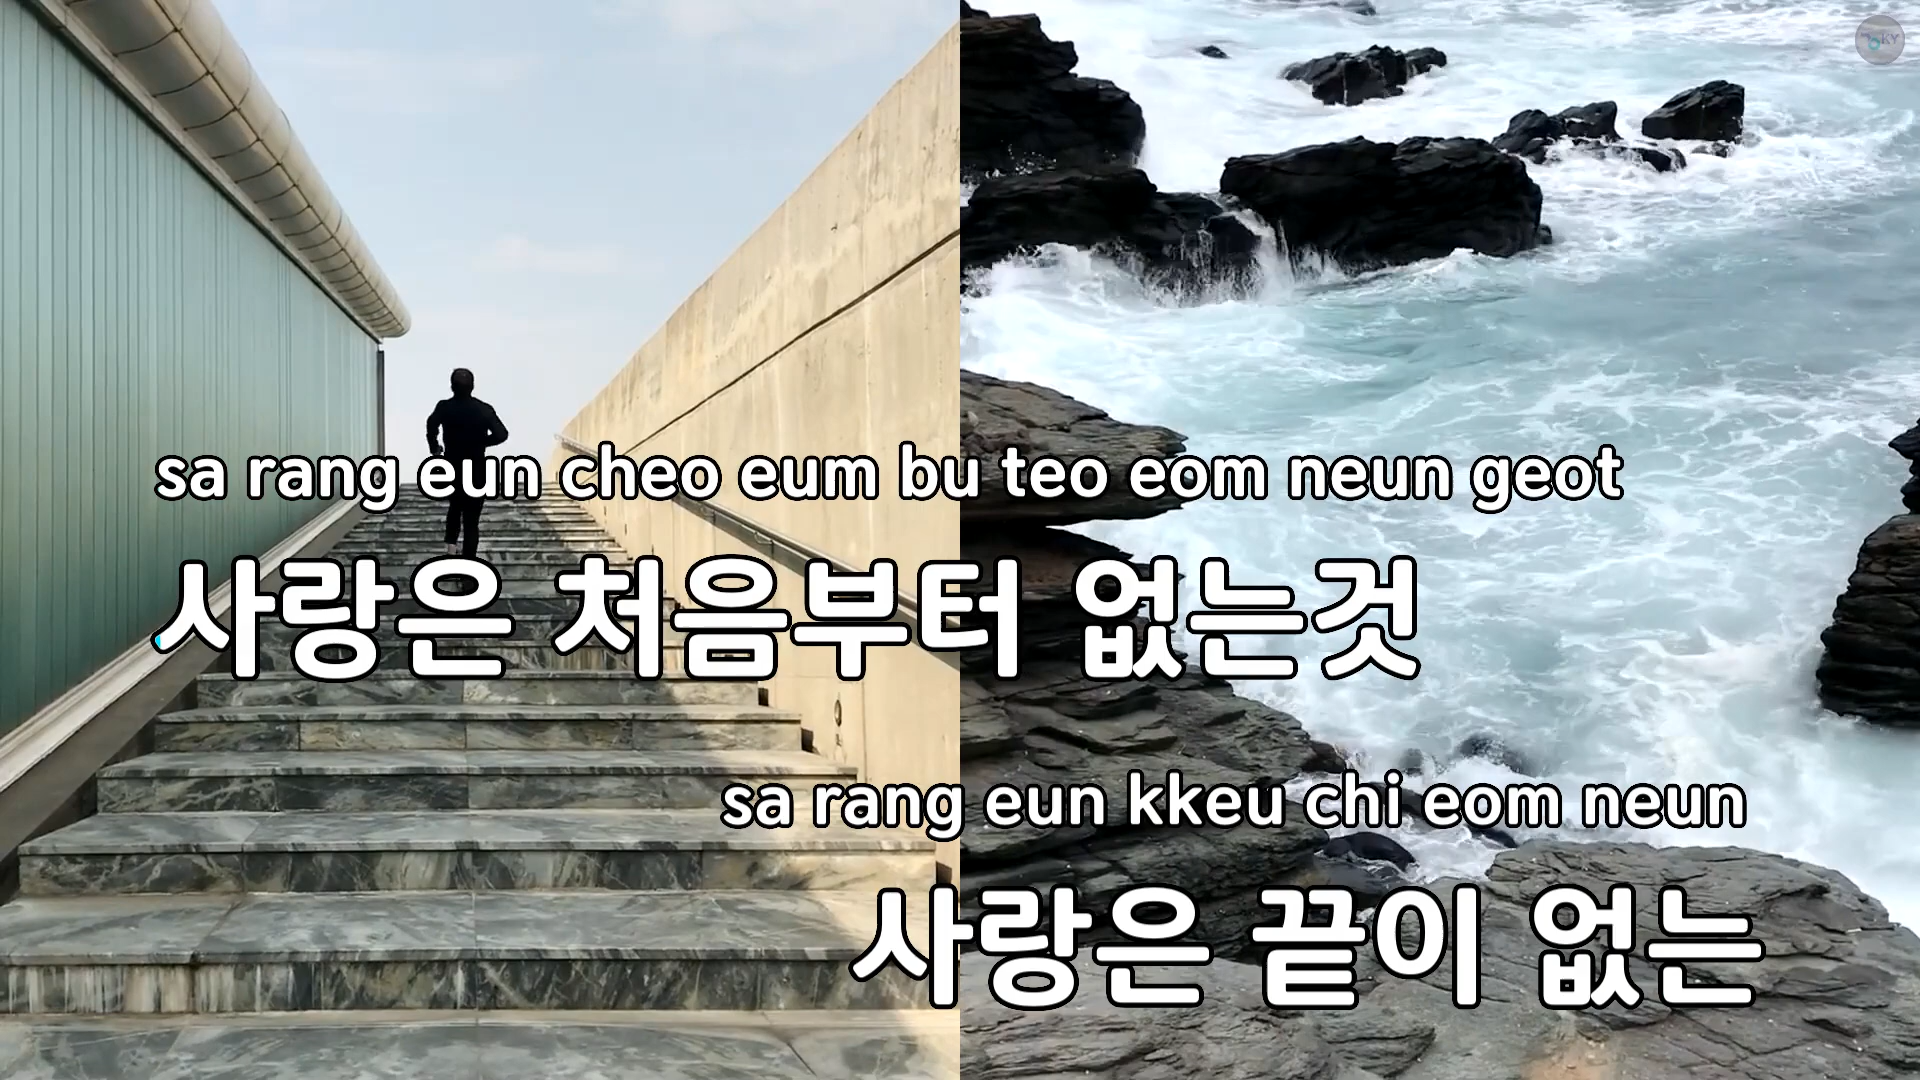 sa rang eun cheo eum bu teo eom neun geot
사랑은 처음부터 없는것
sa rang eun kkeu chi eom neun
사랑은 끝이 없는